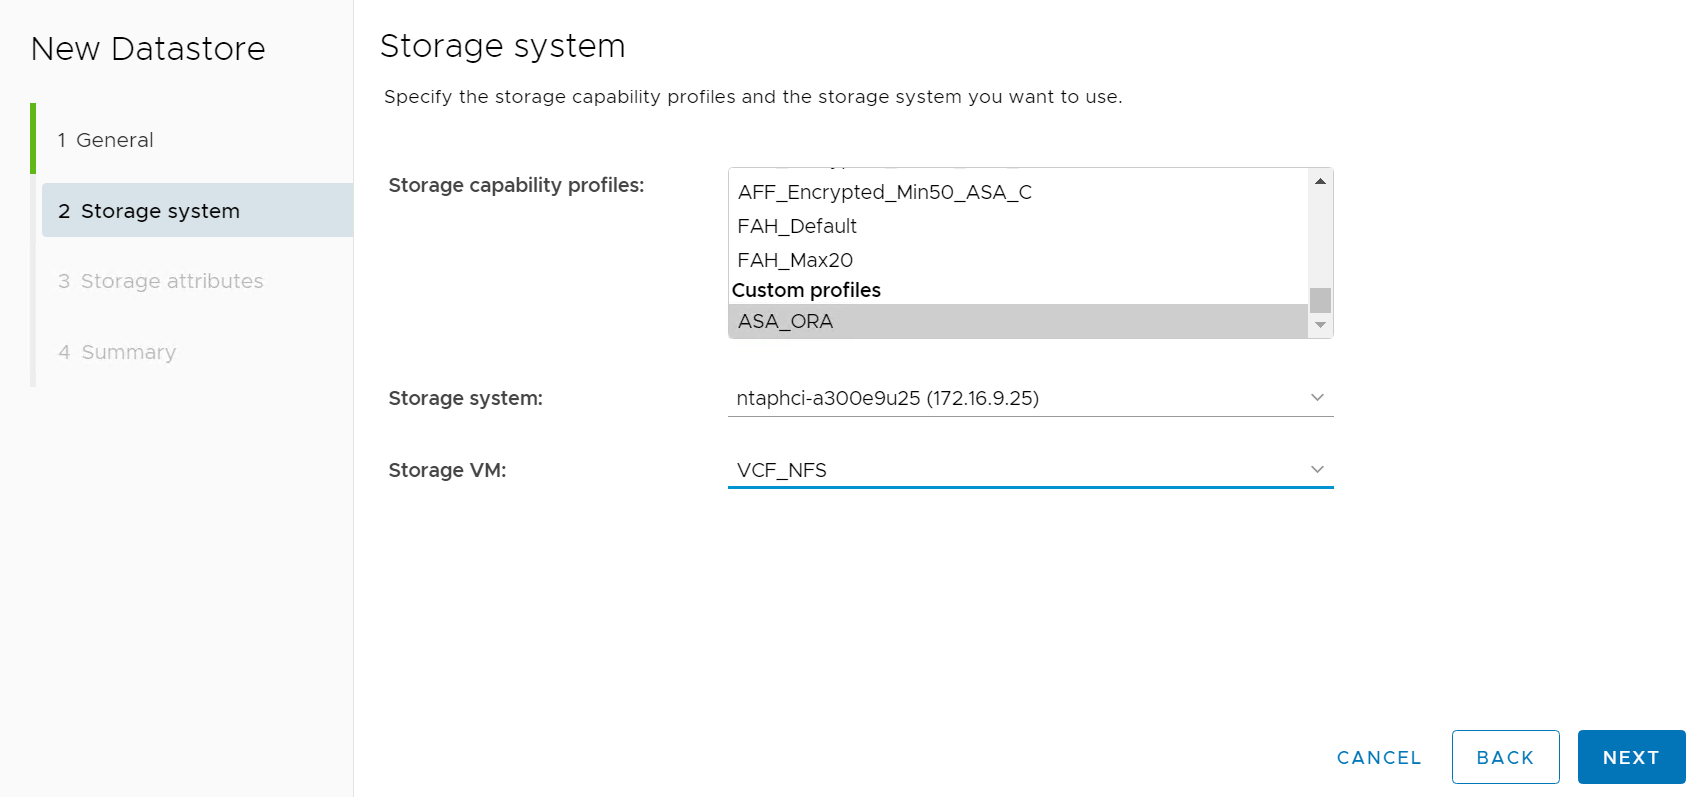 New Datastore
1 General
2 Storage system
3 Storage attributes
4 Summary
Storage system
Specify the storage capability profiles and the storage system you want to use.
Storage capability profiles:
AFF_Encrypted_Min50_ASA_C
FAH_Default
FAH_Max20
Custom profiles
ASA_ORA
Storage system:
ntaphci-a300e9u25 (172.16.9.25)
Storage VM:
VCF_NFS
CANCEL
BACK
NEXT